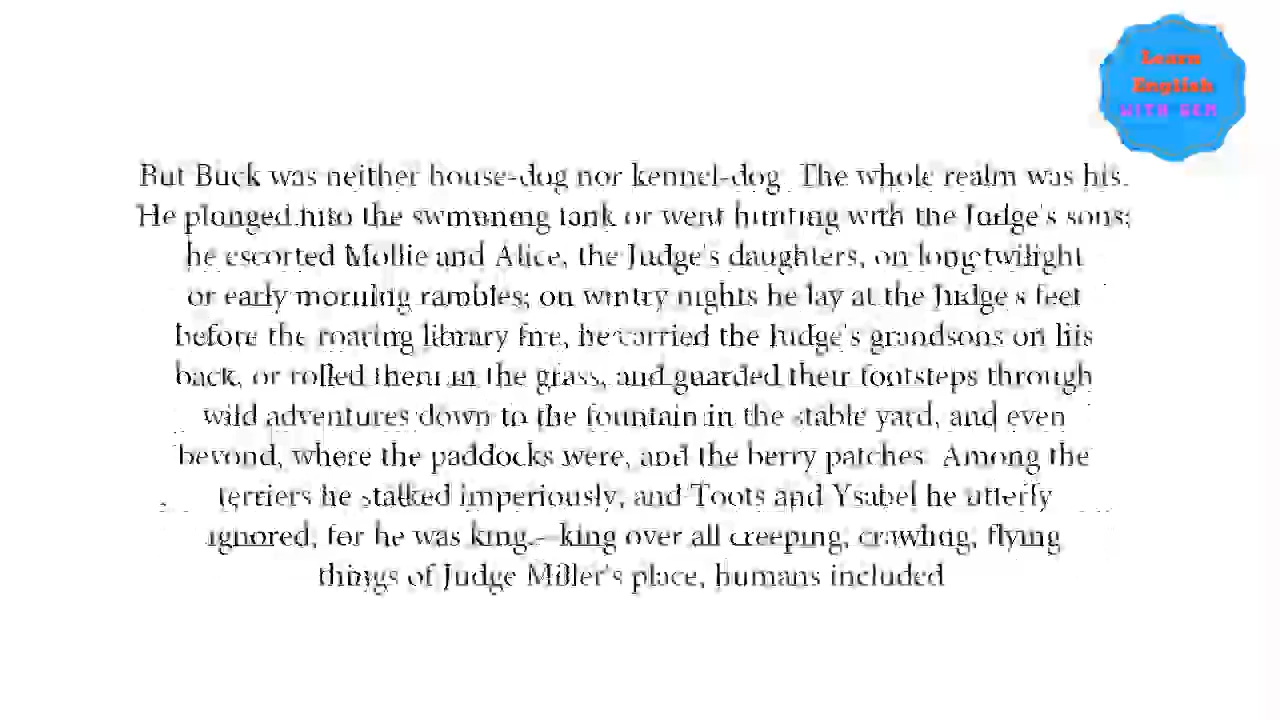 Learn
English
WITH GEM
But Buck was neither house-dog nor kennel-dog. The whole realm was his.
He plunged into the swimming tank or went hunting with the Judge's sons;
he escorted Mollie and Alice, the Judge's daughters, on long twilight
or early morning rambles; on wintry nights he lay at the Judge's feet
before the roaring library fire; he carried the Judge's grandsons on his
back, or rolled them in the grass, and guarded their footsteps through
wild adventures down to the fountain in the stable yard, and even
beyond, where the paddocks were, and the berry patches. Among the
terriers he stalked imperiously, and Toots and Ysabel he utterly
ignored, for he was king,—king over all creeping, crawling, flying
things of Judge Miller's place, humans included